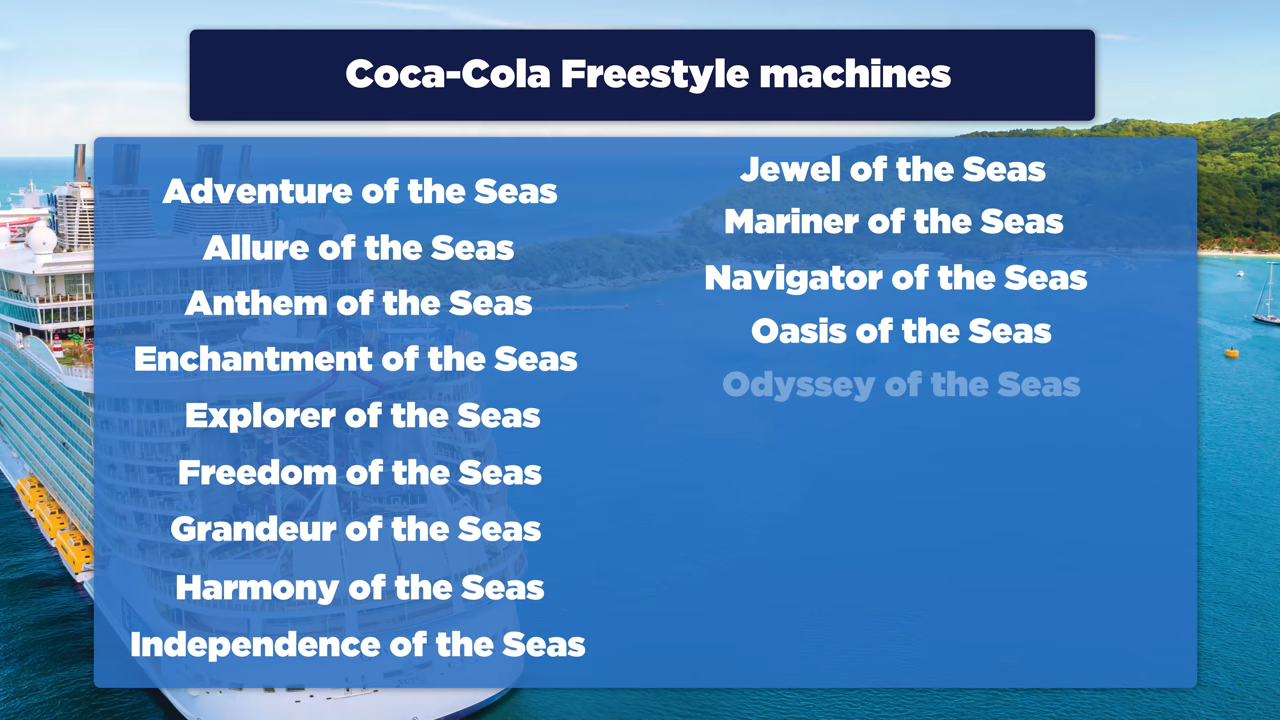 Coca-Cola Freestyle machines
Adventure of the Seas
Allure of the Seas
Anthem of the Seas
Enchantment of the Seas
Explorer of the Seas
Freedom of the Seas
Grandeur of the Seas
Harmony of the Seas
Independence of the Seas
Jewel of the Seas
Mariner of the Seas
Navigator of the Seas
Oasis of the Seas
Odyssey of the Seas